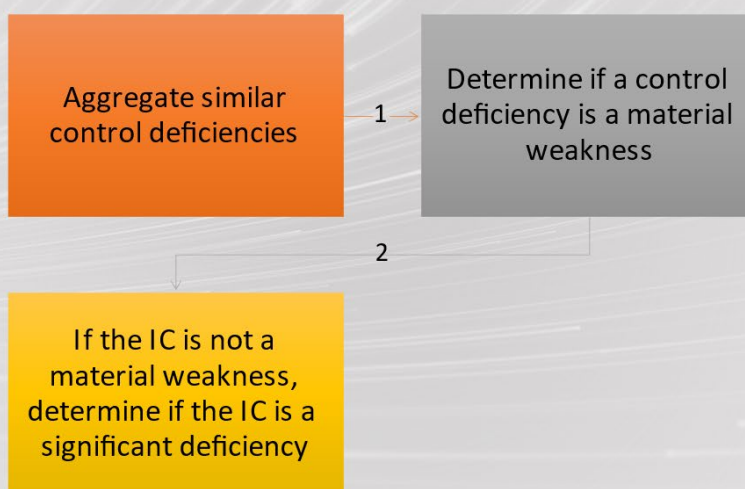 Aggregate similar
control deficiencies
1
Determine if a control
deficiency is a material
weakness
2
If the IC is not a
material weakness,
determine if the IC is a
significant deficiency